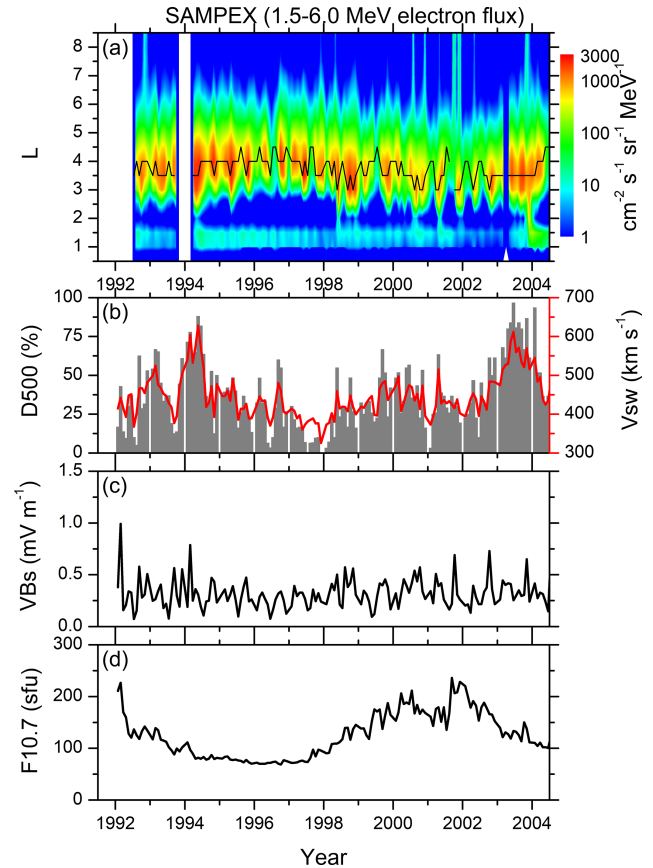 SAMPEX (1.5-6.0 MeV electron flux)
(a)
8
7
6
5
4
3
2
1
L
3000
1000
100
10
1
cm⁻² s⁻¹ sr⁻¹ MeV⁻¹
1992 1994 1996 1998 2000 2002 2004
(b)
100
75
50
25
0
D500 (%)
700
600
500
400
300
Vsw (km s⁻¹)
(c)
1.5
1.0
0.5
0.0
VBs (mV m⁻¹)
(d)
300
200
100
0
F10.7 (sfu)
1992 1994 1996 1998 2000 2002 2004
Year